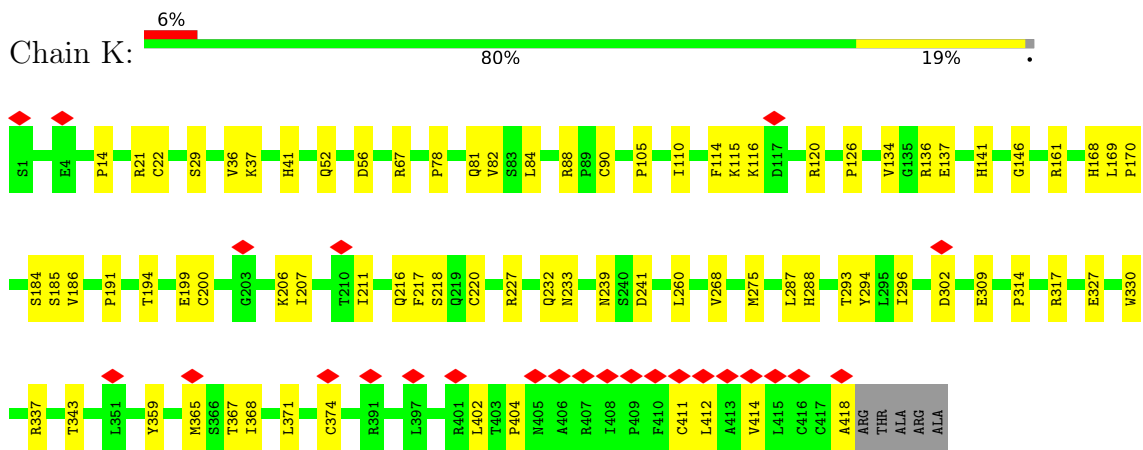 6%
Chain K:
80% 19% •
S1 E4 P14 R21 C22 S29 V36 K37 H41 Q52 D56 R67 P78 Q81 V82 S83 L84 R88 P89 C90 P105 I110 F114 K115 K116 D117 R120 P126 V134 G135 R136 E137 H141 G146 R161 H168 L169 P170
S184 S185 V186 P191 T194 E199 C200 G203 K206 I207 T210 I211 Q216 F217 S218 Q219 C220 R227 Q232 N233 N239 S240 D241 L260 V268 M275 L287 H288 T293 Y294 L295 I296 D302 E309 P314 R317 E327 W330
R337 T343 L351 Y359 M365 S366 T367 I368 L371 C374 R391 L397 R401 L402 T403 P404 N405 A406 R407 I408 P409 F410 C411 L412 A413 V414 L415 C416 C417 A418 ARG THR ALA ARG ALA